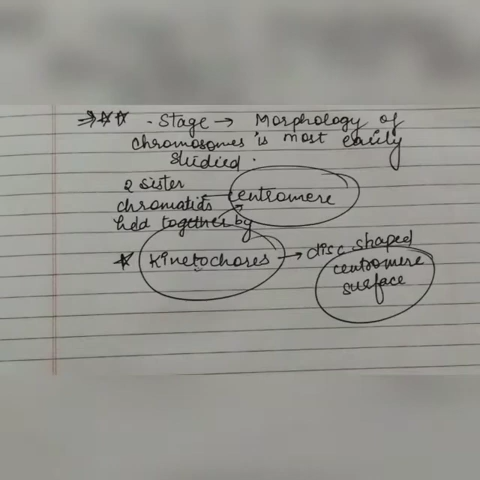 ⇒☆☆ · Stage → Morphology of
chromosomes is most easily
studied.
2 sister
chromatids — centromere
held together by
☆ Kinetochores → disc shaped
centromere
surface